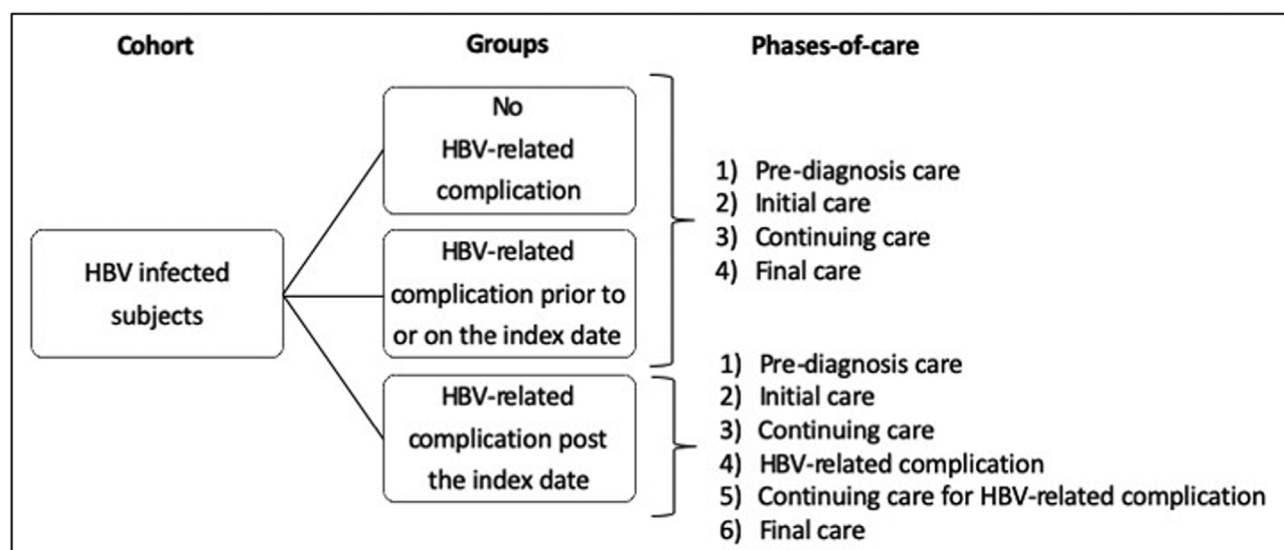 Cohort
Groups
Phases-of-care
HBV infected
subjects
No
HBV-related
complication
HBV-related
complication prior to
or on the index date
HBV-related
complication post
the index date
1) Pre-diagnosis care
2) Initial care
3) Continuing care
4) Final care
1) Pre-diagnosis care
2) Initial care
3) Continuing care
4) HBV-related complication
5) Continuing care for HBV-related complication
6) Final care